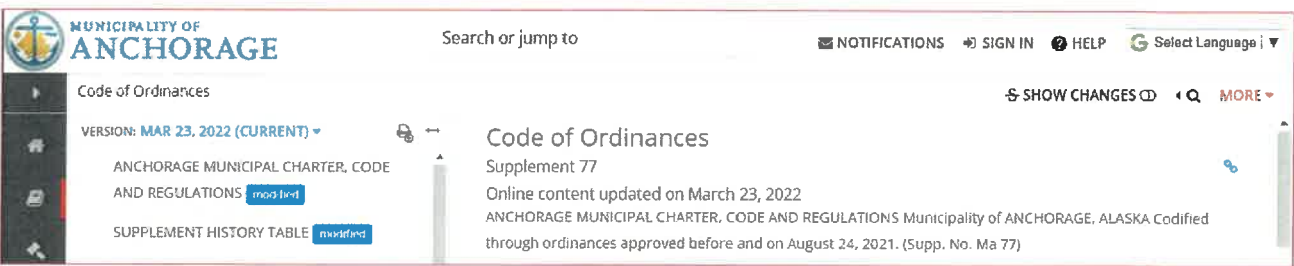 MUNICIPALITY OF
ANCHORAGE
Search or jump to
NOTIFICATIONS SIGN IN HELP Select Language ▼
Code of Ordinances
SHOW CHANGES MORE
VERSION: MAR 23, 2022 (CURRENT)
ANCHORAGE MUNICIPAL CHARTER, CODE
AND REGULATIONS modified
SUPPLEMENT HISTORY TABLE modified
Code of Ordinances
Supplement 77
Online content updated on March 23, 2022
ANCHORAGE MUNICIPAL CHARTER, CODE AND REGULATIONS Municipality of ANCHORAGE, ALASKA Codified
through ordinances approved before and on August 24, 2021. (Supp. No. Ma 77)